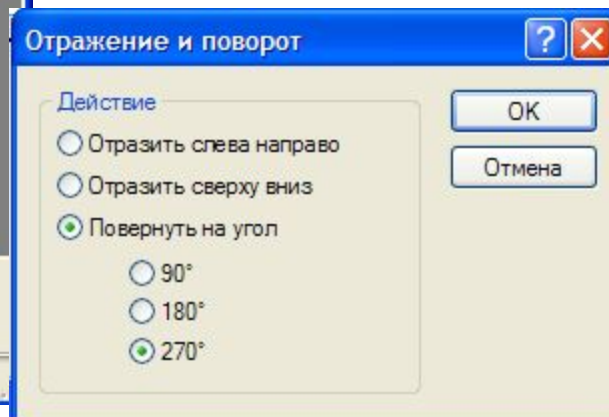 Отражение и поворот
Действие
Отразить слева направо
Отразить сверху вниз
Повернуть на угол
90°
180°
270°
OK
Отмена